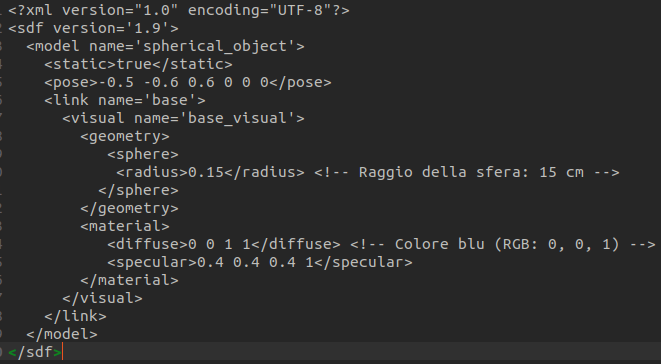 <?xml version="1.0" encoding="UTF-8"?>
<sdf version='1.9'>
  <model name='spherical_object'>
    <static>true</static>
    <pose>-0.5 -0.6 0.6 0 0 0</pose>
    <link name='base'>
      <visual name='base_visual'>
        <geometry>
           <sphere>
            <radius>0.15</radius> <!-- Raggio della sfera: 15 cm -->
          </sphere>
        </geometry>
        <material>
           <diffuse>0 0 1 1</diffuse> <!-- Colore blu (RGB: 0, 0, 1) -->
           <specular>0.4 0.4 0.4 1</specular>
        </material>
      </visual>
    </link>
  </model>
</sdf>